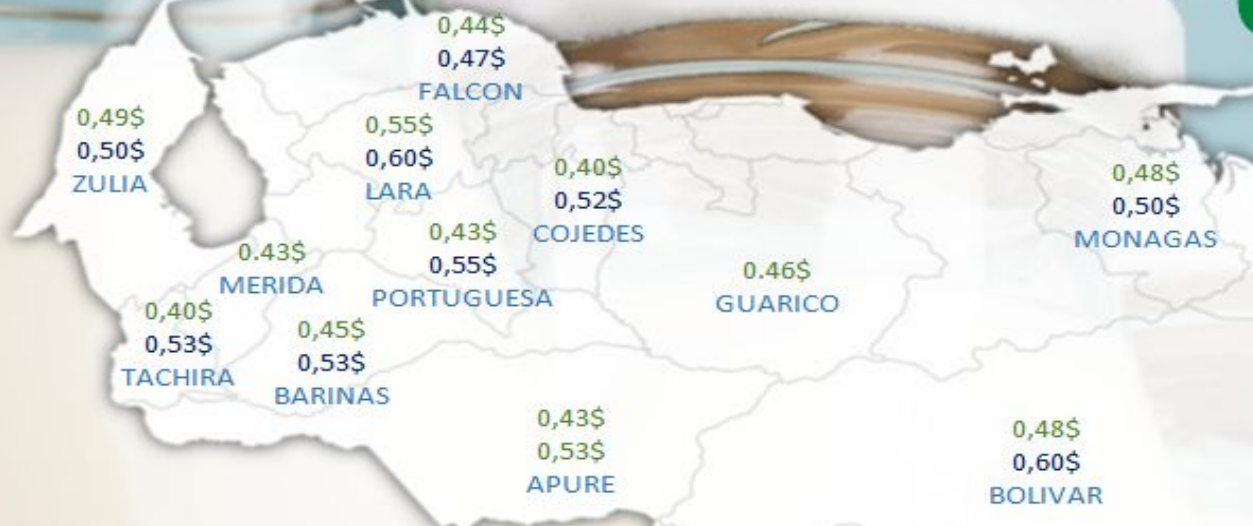 0,44$
0,47$
FALCON
0,49$
0,50$
ZULIA
0,55$
0,60$
LARA
0,40$
0,52$
COJEDES
0,48$
0,50$
MONAGAS
0.43$
MERIDA
0,43$
0,55$
PORTUGUESA
0.46$
GUARICO
0,40$
0,53$
TACHIRA
0,45$
0,53$
BARINAS
0,43$
0,53$
APURE
0,48$
0,60$
BOLIVAR